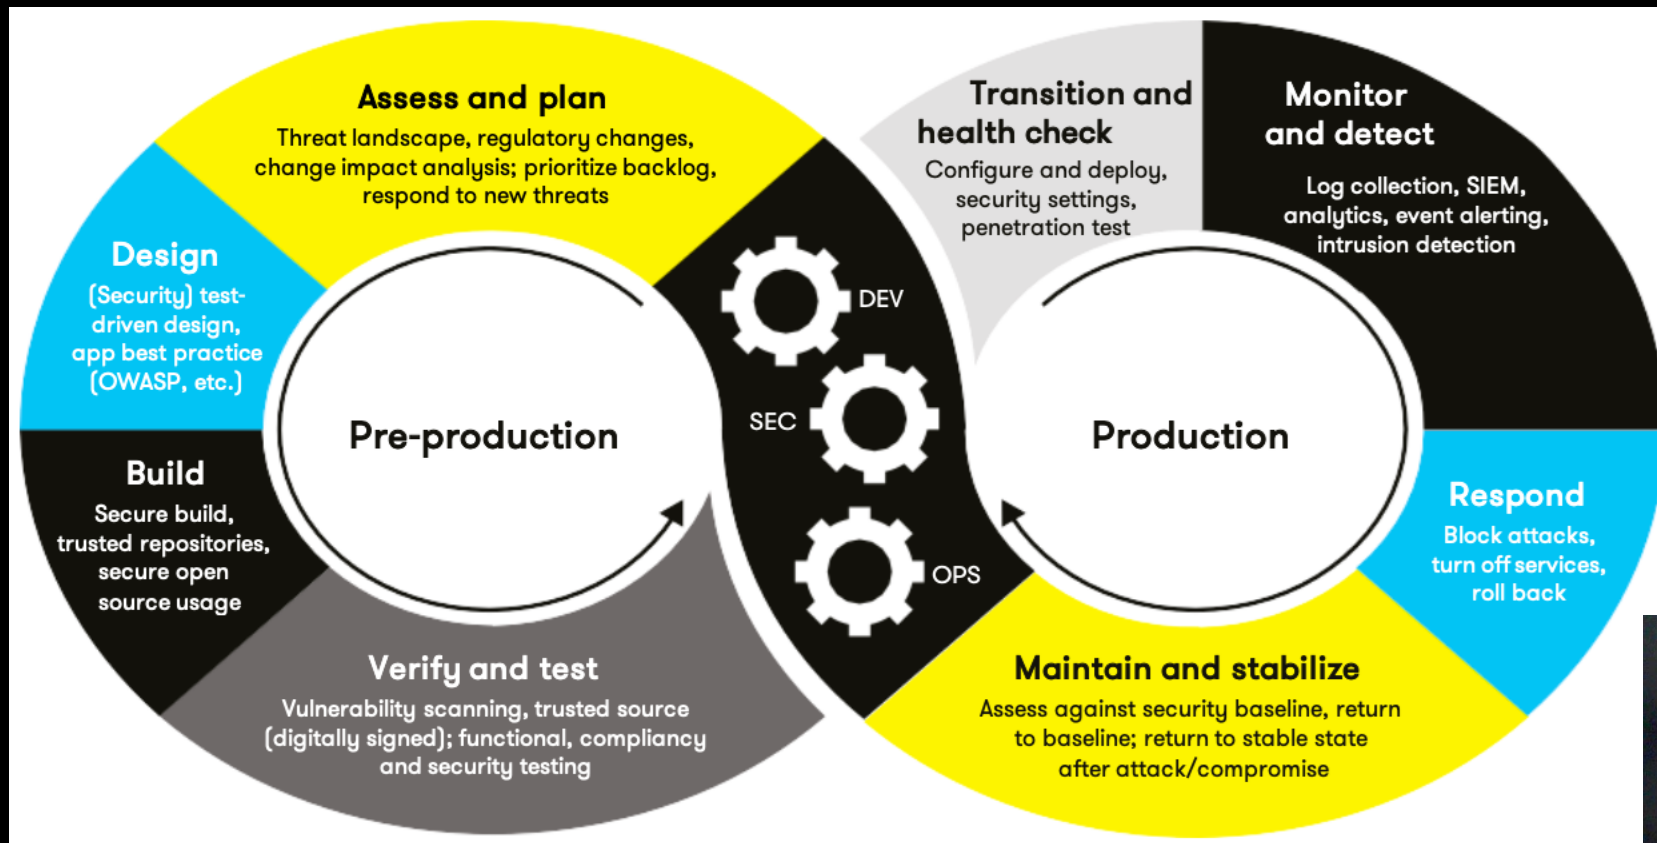 Assess and plan
Threat landscape, regulatory changes,
change impact analysis; prioritize backlog,
respond to new threats
Design
(Security) test-
driven design,
app best practice
(OWASP, etc.)
Build
Secure build,
trusted repositories,
secure open
source usage
Verify and test
Vulnerability scanning, trusted source
(digitally signed); functional, compliancy
and security testing
Pre-production
DEV
SEC
OPS
Transition and
health check
Configure and deploy,
security settings,
penetration test
Monitor
and detect
Log collection, SIEM,
analytics, event alerting,
intrusion detection
Respond
Block attacks,
turn off services,
roll back
Maintain and stabilize
Assess against security baseline, return
to baseline; return to stable state
after attack/compromise
Production